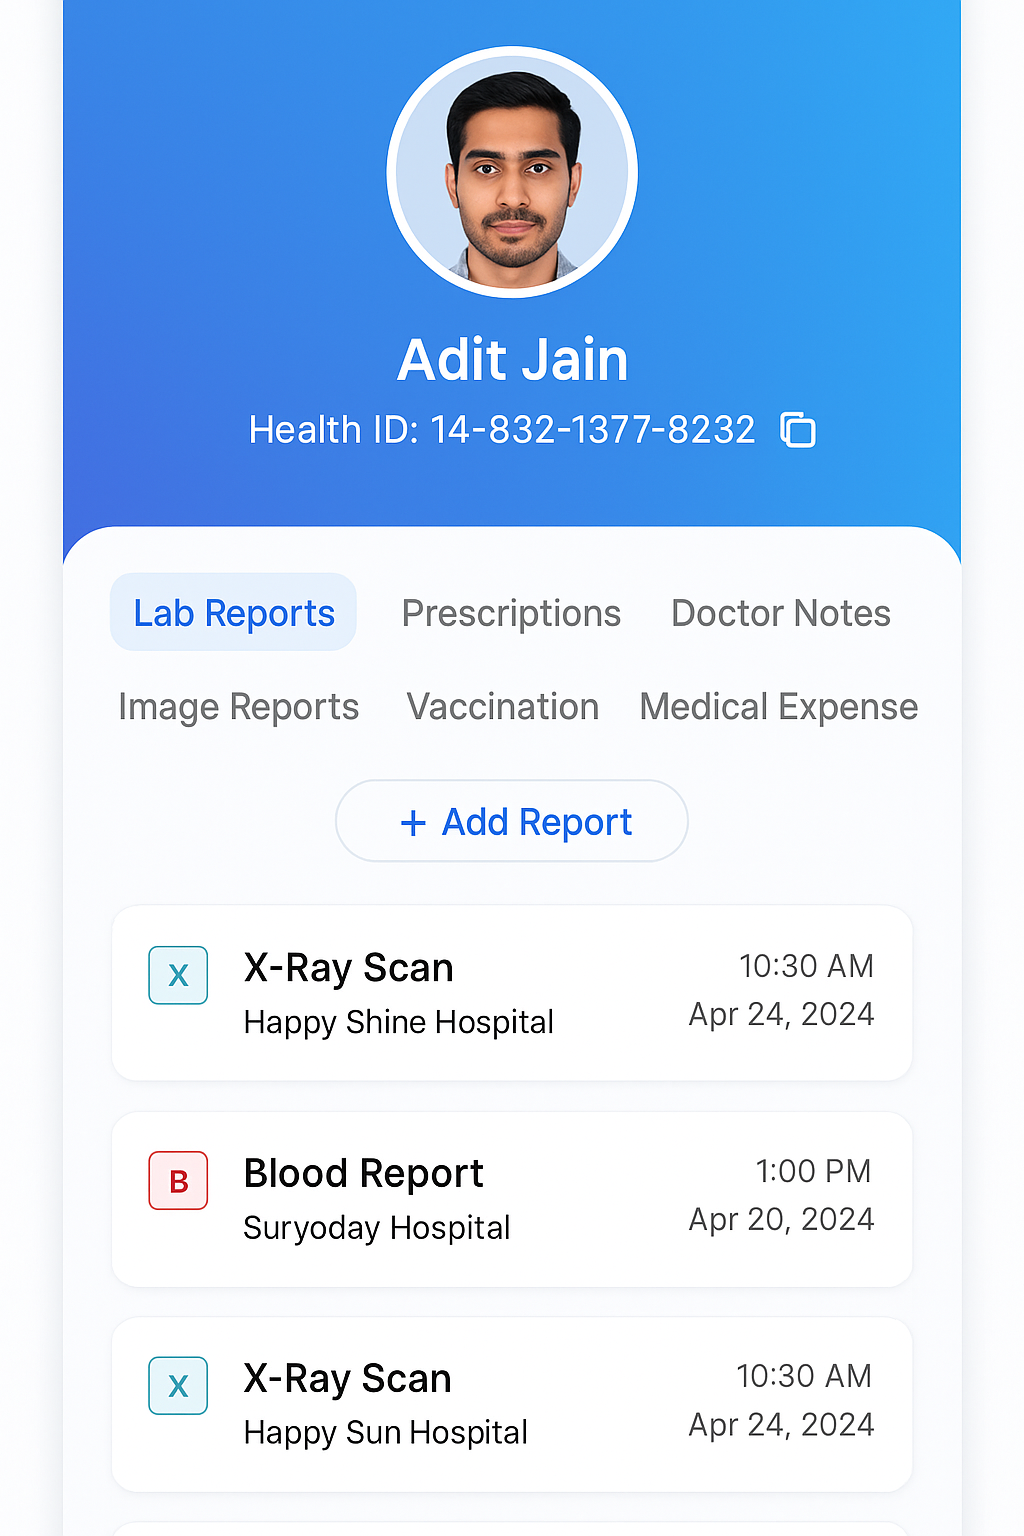 Adit Jain
Health ID: 14-832-1377-8232
Lab Reports Prescriptions Doctor Notes
Image Reports Vaccination Medical Expense
+ Add Report
X X-Ray Scan 10:30 AM
Happy Shine Hospital Apr 24, 2024
B Blood Report 1:00 PM
Suryoday Hospital Apr 20, 2024
X X-Ray Scan 10:30 AM
Happy Sun Hospital Apr 24, 2024